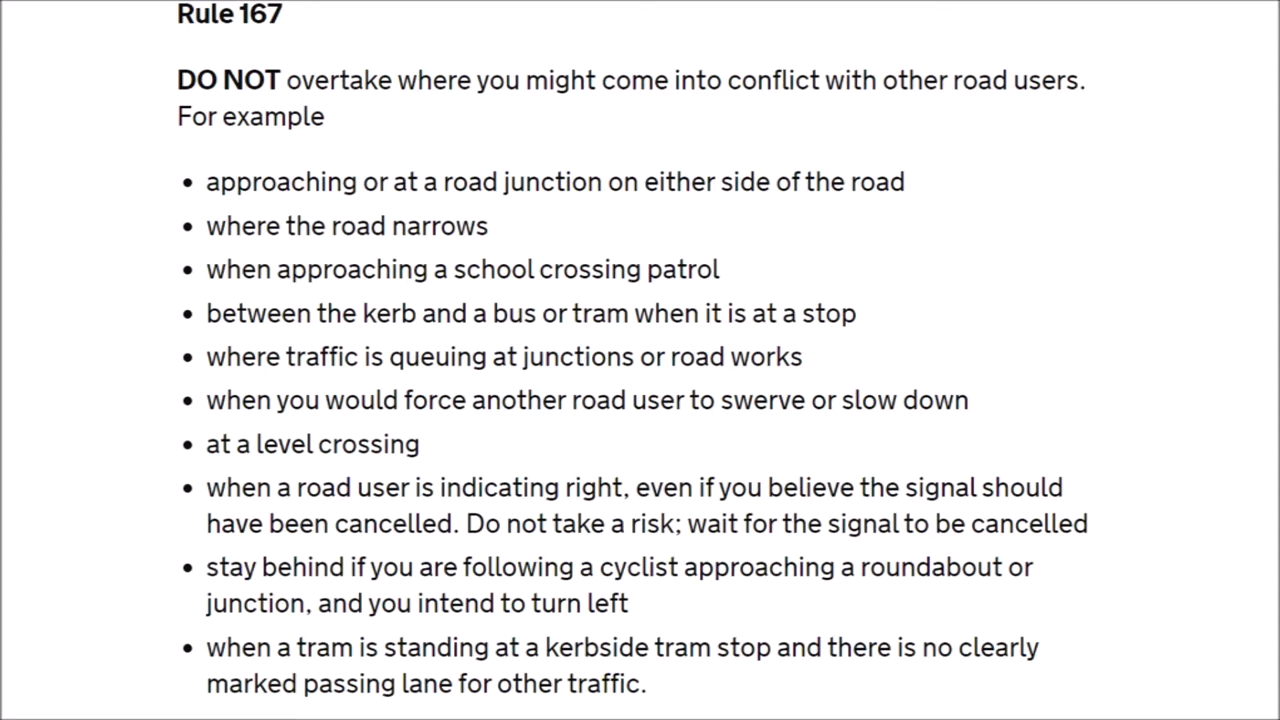 Rule 167
DO NOT overtake where you might come into conflict with other road users.
For example
• approaching or at a road junction on either side of the road
• where the road narrows
• when approaching a school crossing patrol
• between the kerb and a bus or tram when it is at a stop
• where traffic is queuing at junctions or road works
• when you would force another road user to swerve or slow down
• at a level crossing
• when a road user is indicating right, even if you believe the signal should
have been cancelled. Do not take a risk; wait for the signal to be cancelled
• stay behind if you are following a cyclist approaching a roundabout or
junction, and you intend to turn left
• when a tram is standing at a kerbside tram stop and there is no clearly
marked passing lane for other traffic.